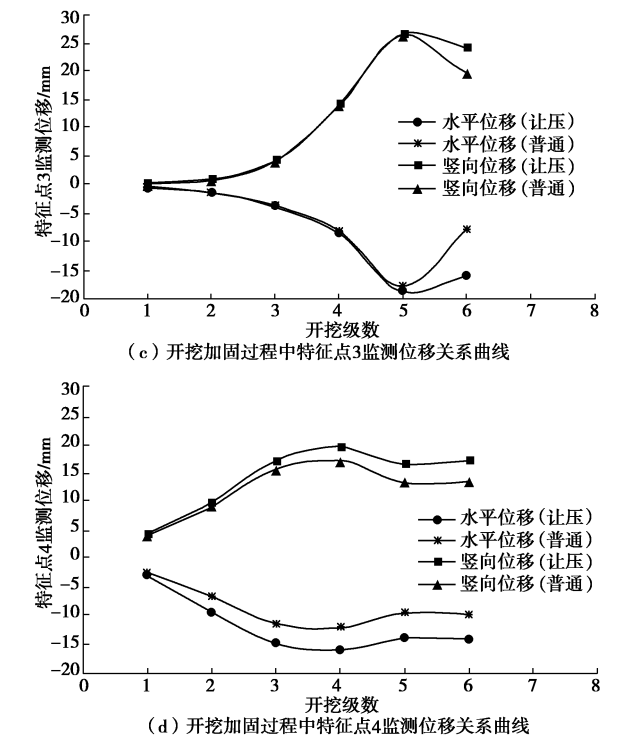 30
25
20
15
10
5
0
−5
−10
−15
−20
特征点3监测位移/mm
水平位移(让压)
水平位移(普通)
竖向位移(让压)
竖向位移(普通)
0 1 2 3 4 5 6 7 8
开挖级数
(c)开挖加固过程中特征点3监测位移关系曲线
30
25
20
15
10
5
0
−5
−10
−15
−20
特征点4监测位移/mm
水平位移(让压)
水平位移(普通)
竖向位移(让压)
竖向位移(普通)
0 1 2 3 4 5 6 7 8
开挖级数
(d)开挖加固过程中特征点4监测位移关系曲线